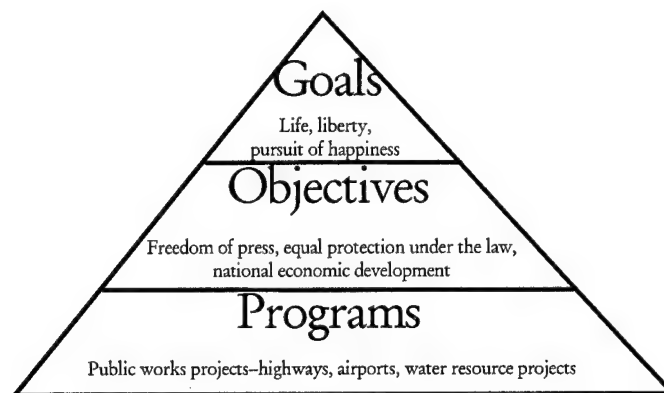 Goals
Life, liberty,
pursuit of happiness
Objectives
Freedom of press, equal protection under the law,
national economic development
Programs
Public works projects–highways, airports, water resource projects